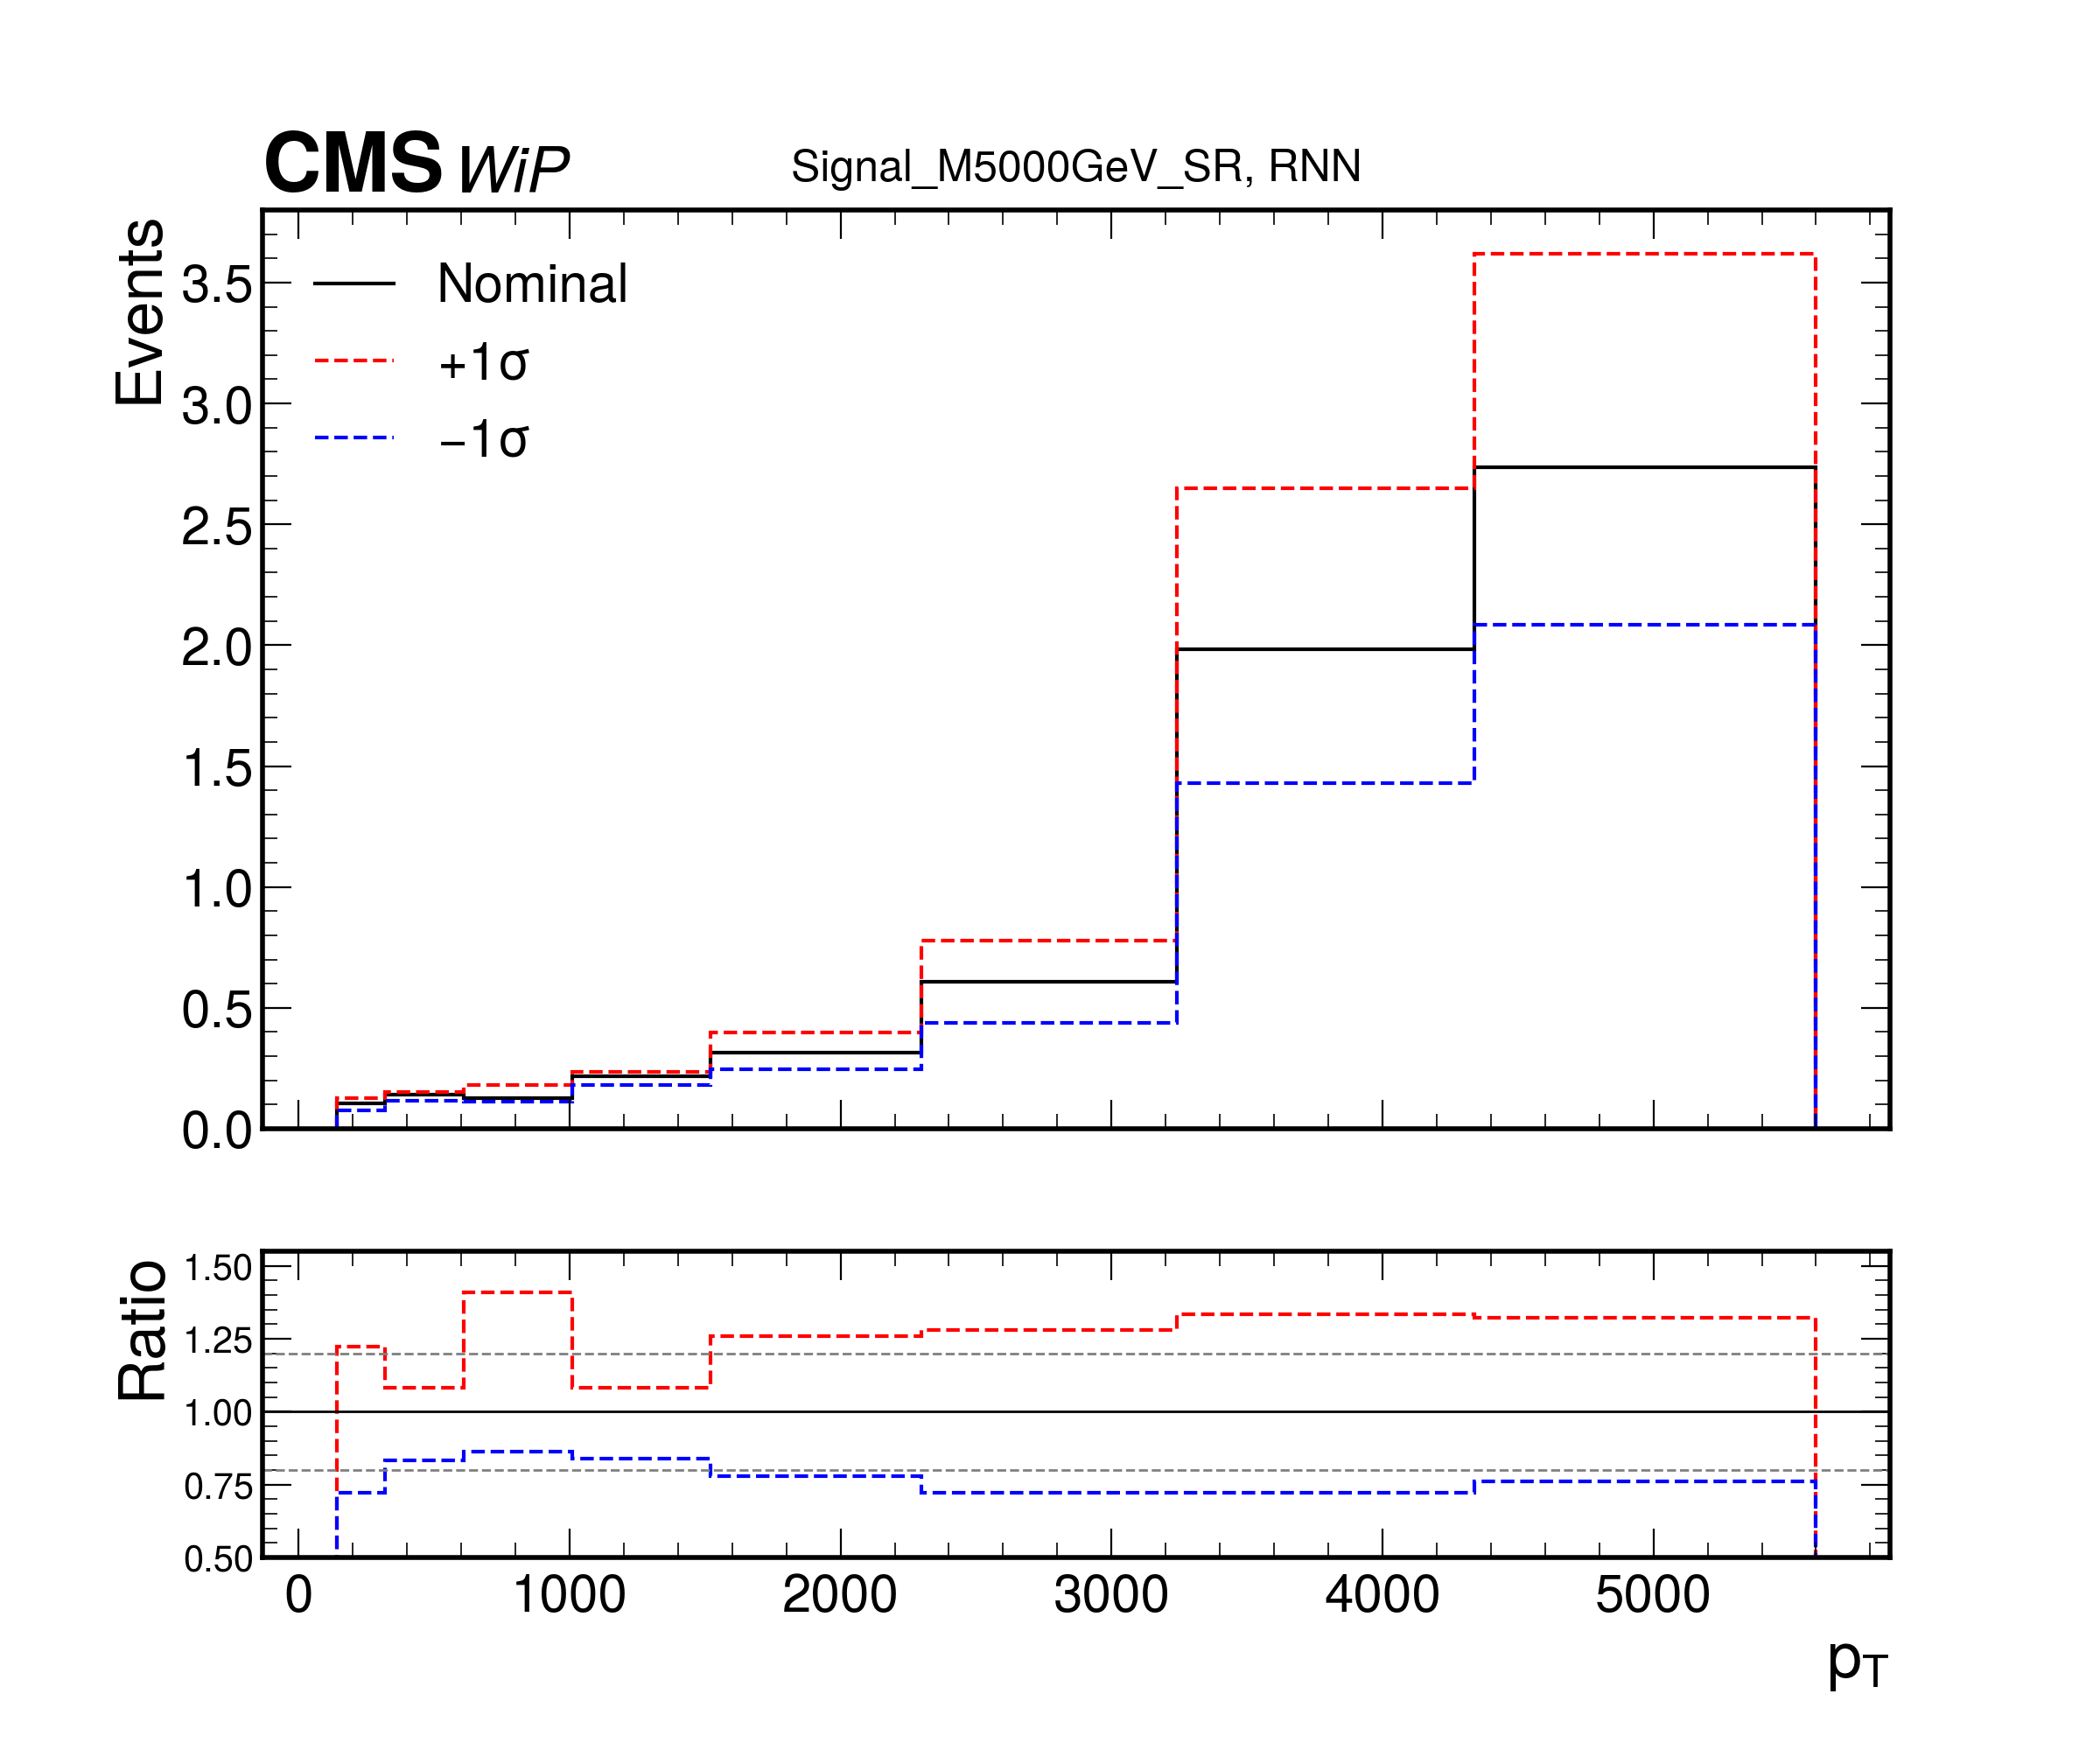 CMS WiP
Signal_M5000GeV_SR, RNN
Events
3.5
3.0
2.5
2.0
1.5
1.0
0.5
0.0
Nominal
+1σ
−1σ
Ratio
1.50
1.25
1.00
0.75
0.50
0 1000 2000 3000 4000 5000
pT